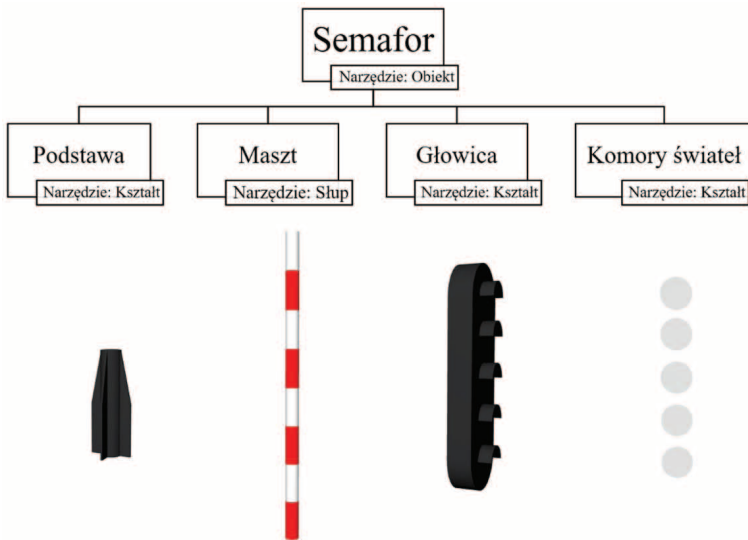 Semafor
Narzędzie: Obiekt
Podstawa
Narzędzie: Kształt
Maszt
Narzędzie: Słup
Głowica
Narzędzie: Kształt
Komory świateł
Narzędzie: Kształt